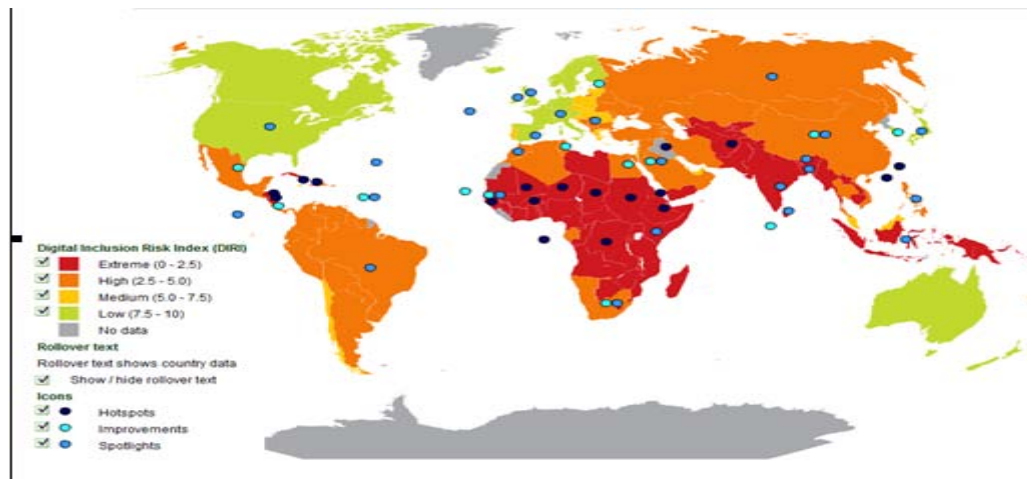 Digital Inclusion Risk Index (DIRI)
Extreme (0 - 2.5)
High (2.5 - 5.0)
Medium (5.0 - 7.5)
Low (7.5 - 10)
No data
Rollover text
Rollover text shows country data
Show / hide rollover text
Icons
Hotspots
Improvements
Spotlights